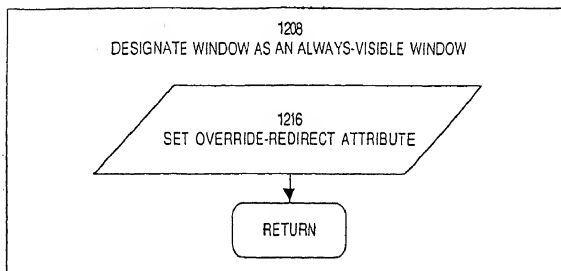 1208
DESIGNATE WINDOW AS AN ALWAYS-VISIBLE WINDOW
1216
SET OVERRIDE-REDIRECT ATTRIBUTE
RETURN